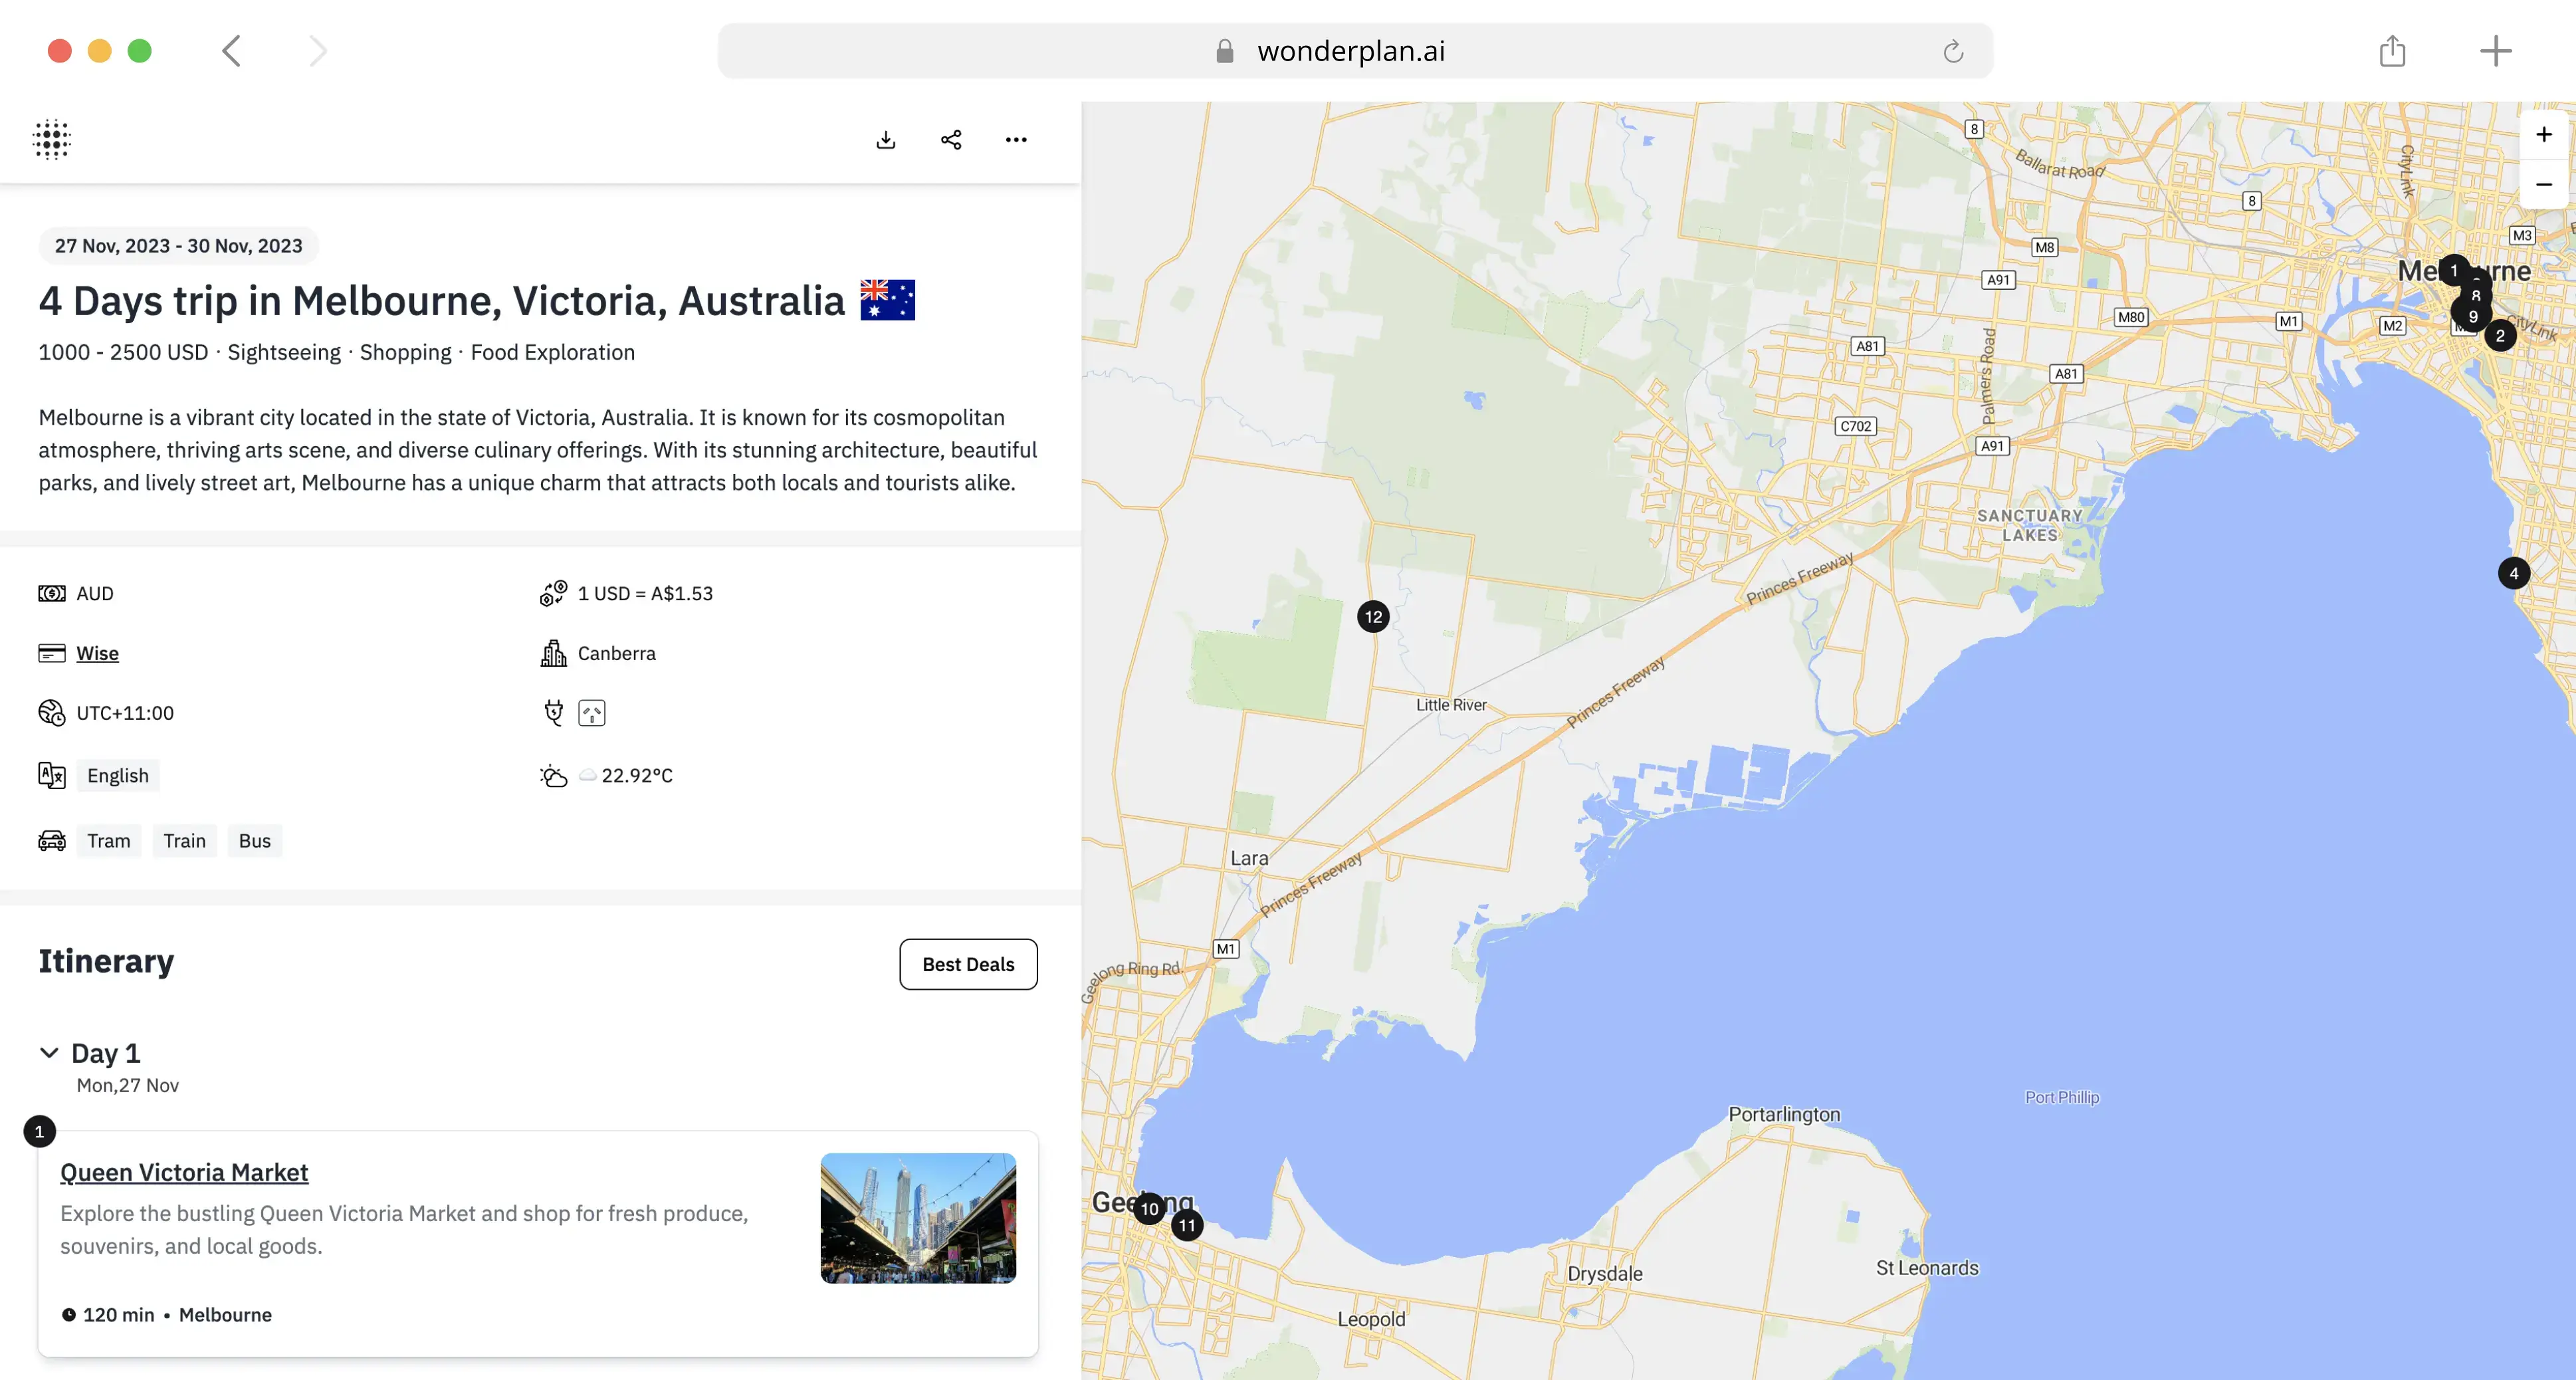 wonderplan.ai
27 Nov, 2023 - 30 Nov, 2023
4 Days trip in Melbourne, Victoria, Australia
1000 - 2500 USD · Sightseeing · Shopping · Food Exploration
Melbourne is a vibrant city located in the state of Victoria, Australia. It is known for its cosmopolitan
atmosphere, thriving arts scene, and diverse culinary offerings. With its stunning architecture, beautiful
parks, and lively street art, Melbourne has a unique charm that attracts both locals and tourists alike.
AUD
1 USD = A$1.53
Wise
Canberra
UTC+11:00
English
22.92°C
Tram Train Bus
Itinerary
Best Deals
Day 1
Mon,27 Nov
1
Queen Victoria Market
Explore the bustling Queen Victoria Market and shop for fresh produce,
souvenirs, and local goods.
120 min • Melbourne
8
Ballarat Road
CityLink
8
M3
M8
A91
1
8
9
2
CityLink
M80
M1
M2
A81
Palmers Road
A81
C702
A91
SANCTUARY
LAKES
4
Princes Freeway
12
Princes Freeway
Little River
Lara
Princes Freeway
M1
Geelong Ring Rd.
Port Phillip
Portarlington
10
11
St Leonards
Drysdale
Leopold
+
−